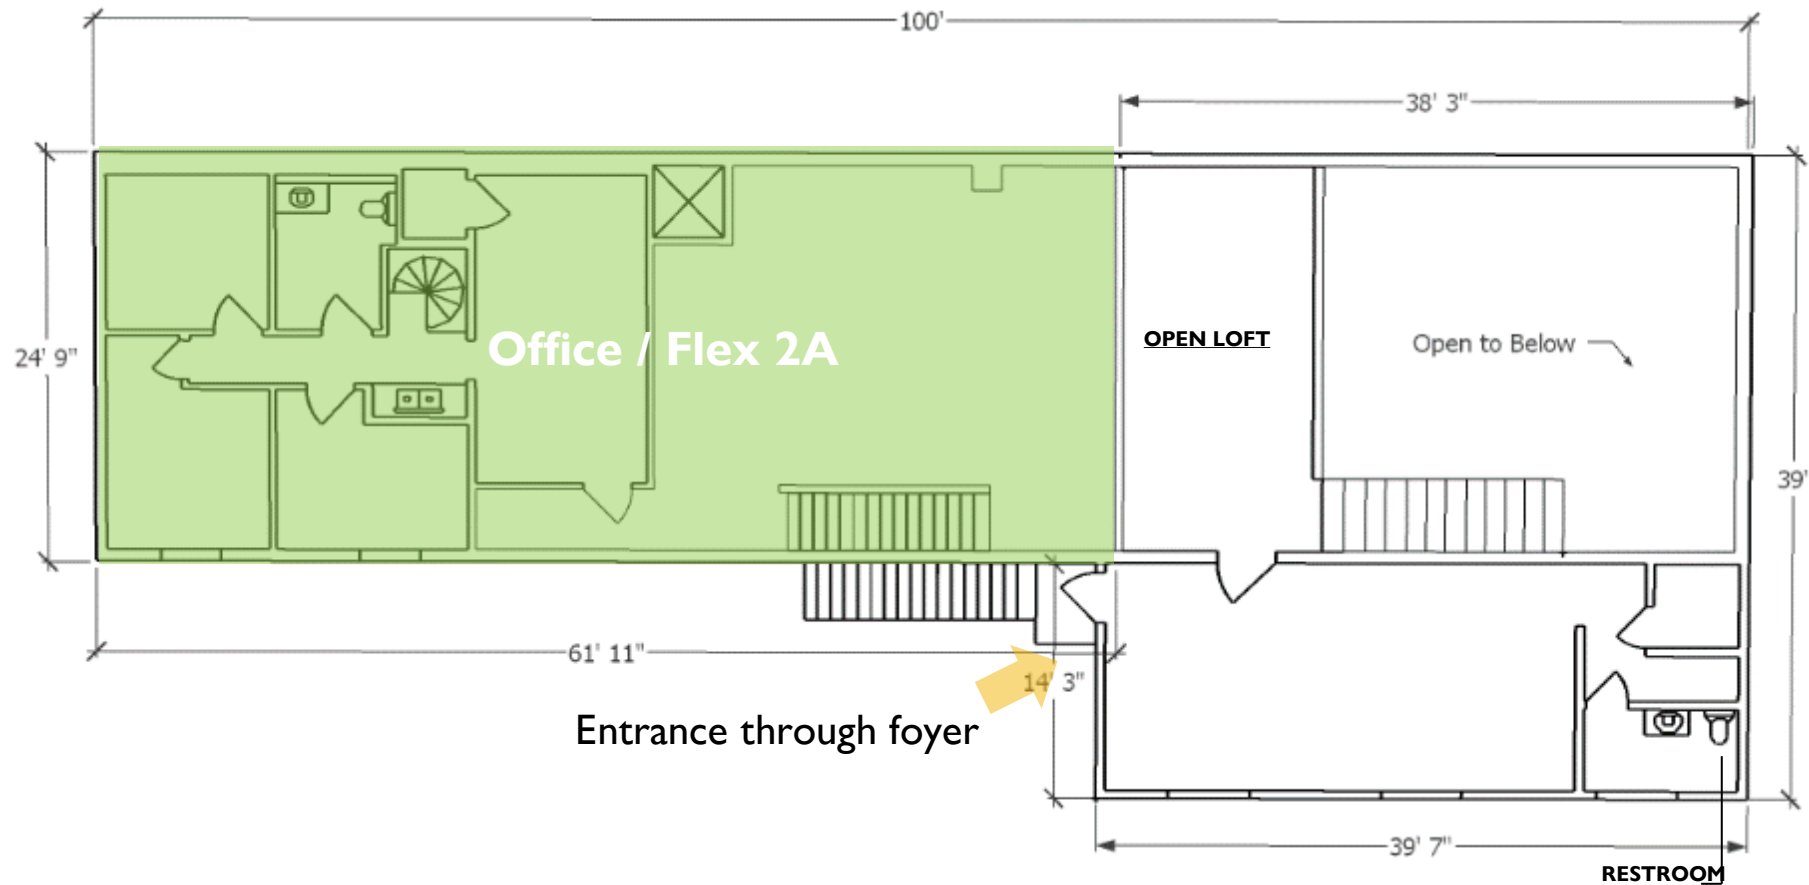 100'
38' 3"
OPEN LOFT
Open to Below
Office / Flex 2A
24' 9"
39'
61' 11"
14' 3"
Entrance through foyer
39' 7"
RESTROOM